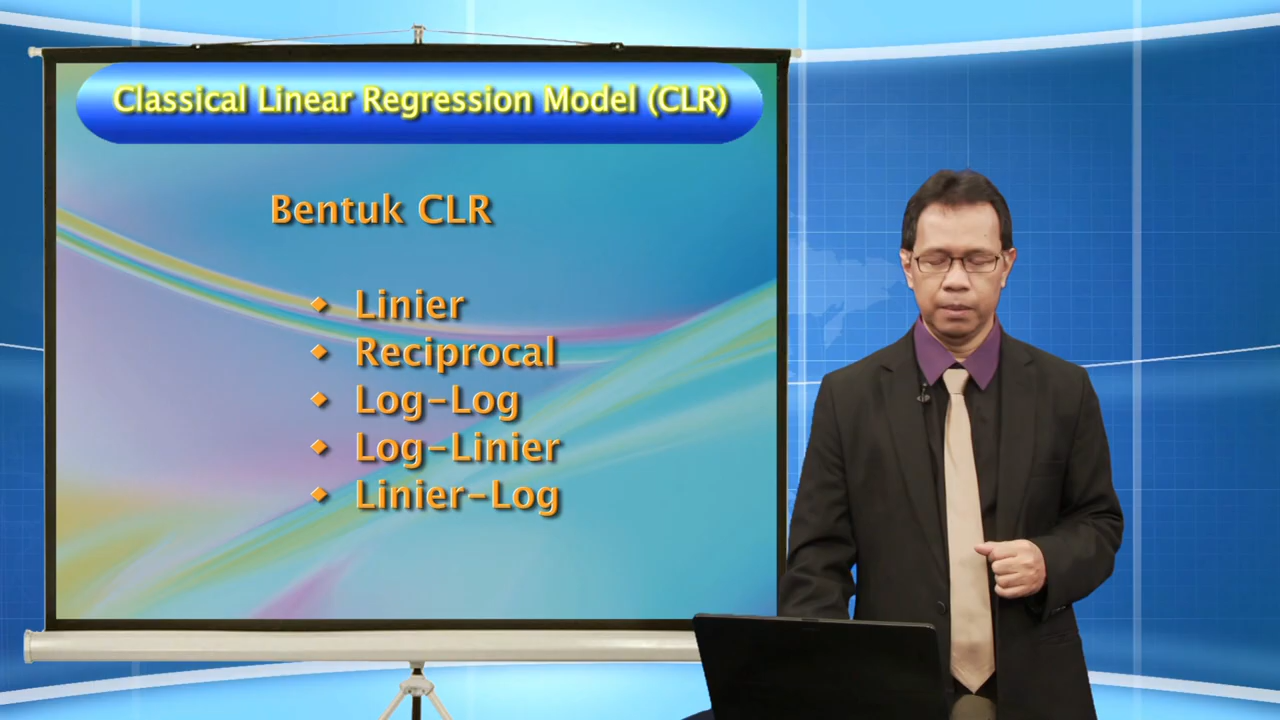 Classical Linear Regression Model (CLR)
Bentuk CLR
Linier
Reciprocal
Log-Log
Log-Linier
Linier-Log